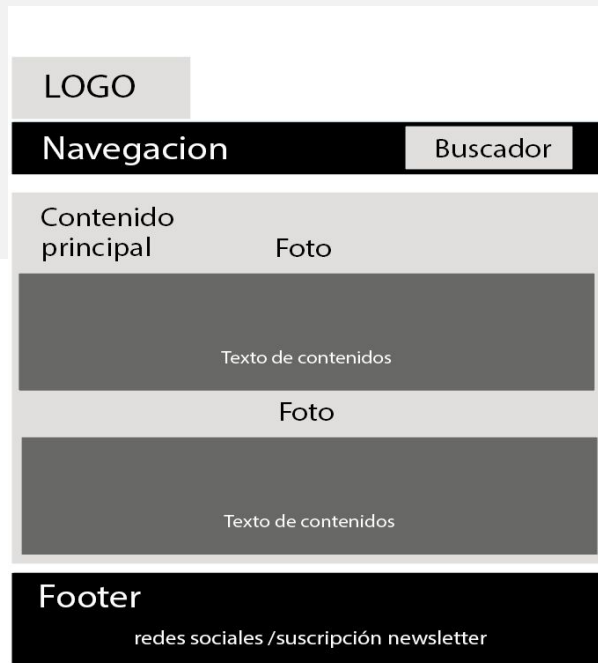 LOGO
Navegacion
Buscador
Contenido
principal
Foto
Texto de contenidos
Foto
Texto de contenidos
Footer
redes sociales /suscripción newsletter